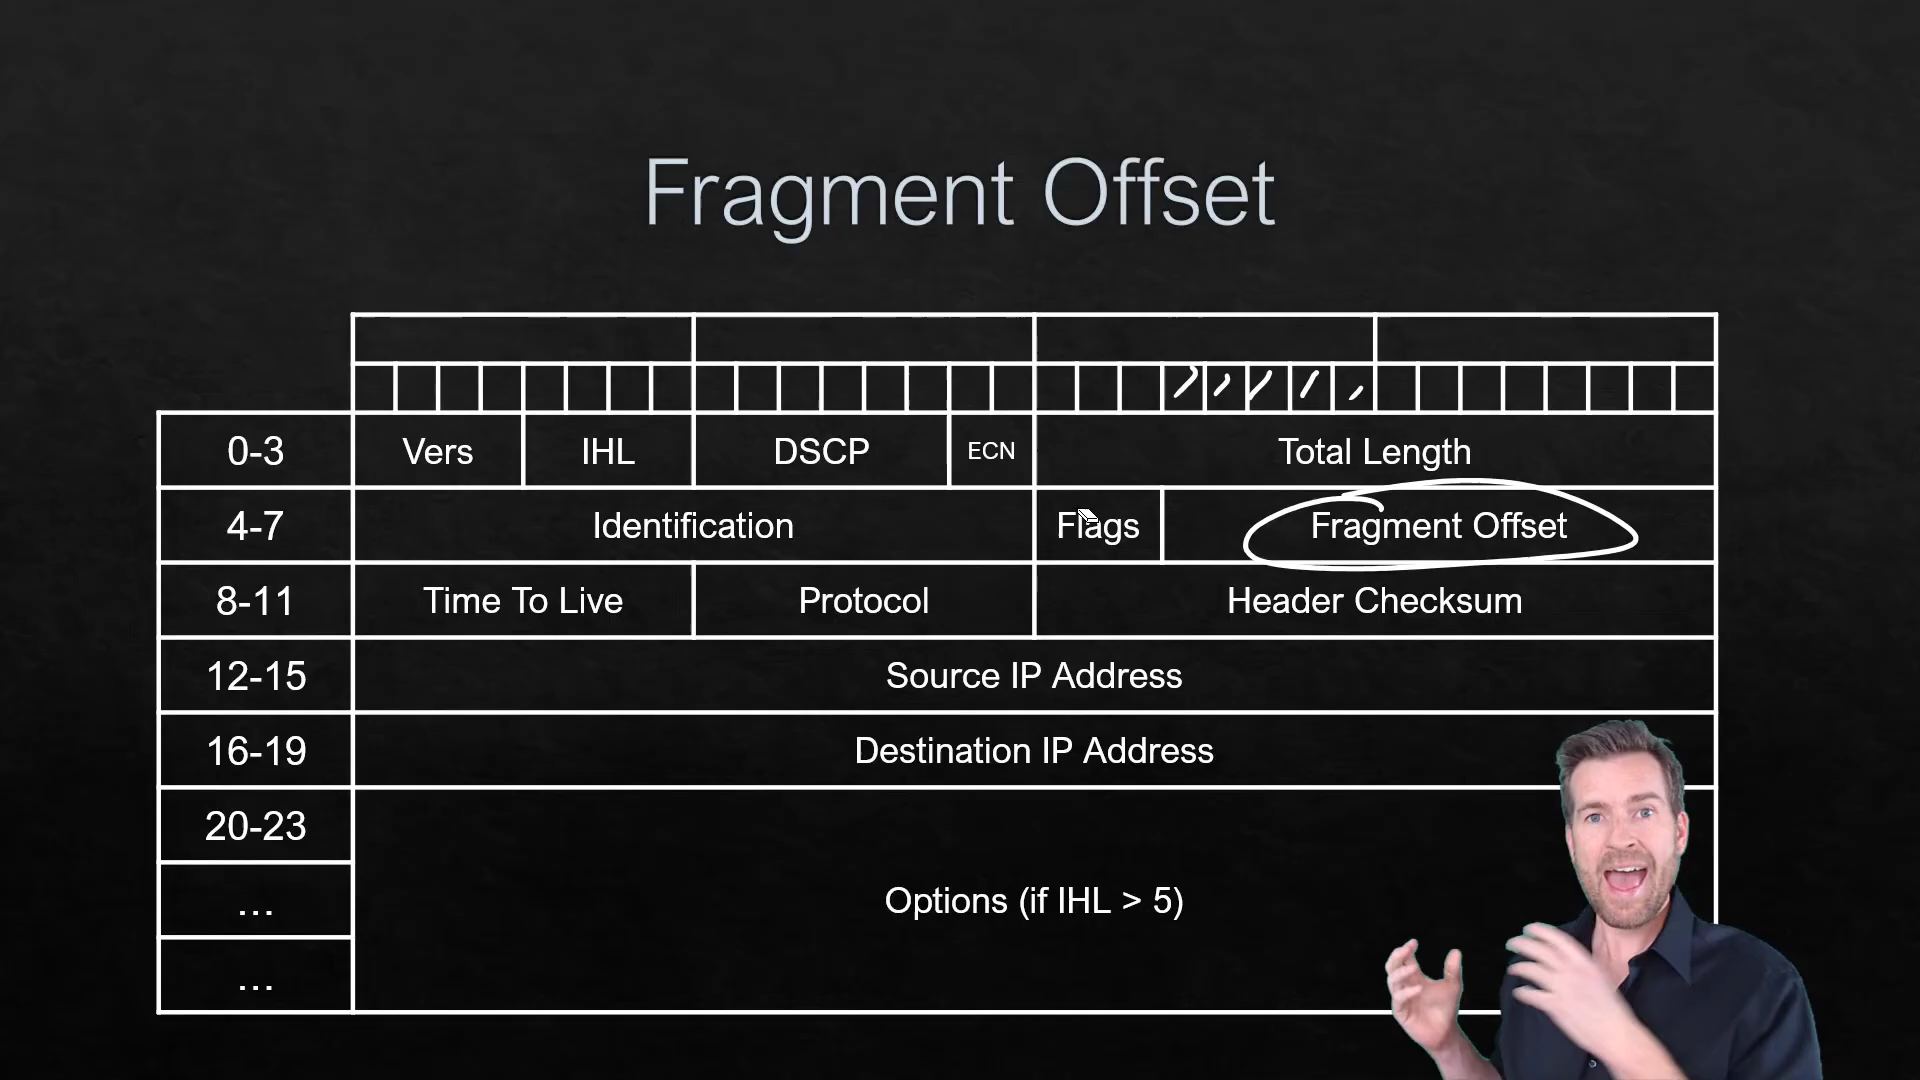 Fragment Offset
0-3 Vers IHL DSCP ECN Total Length
4-7 Identification Flags Fragment Offset
8-11 Time To Live Protocol Header Checksum
12-15 Source IP Address
16-19 Destination IP Address
20-23
... Options (if IHL > 5)
...